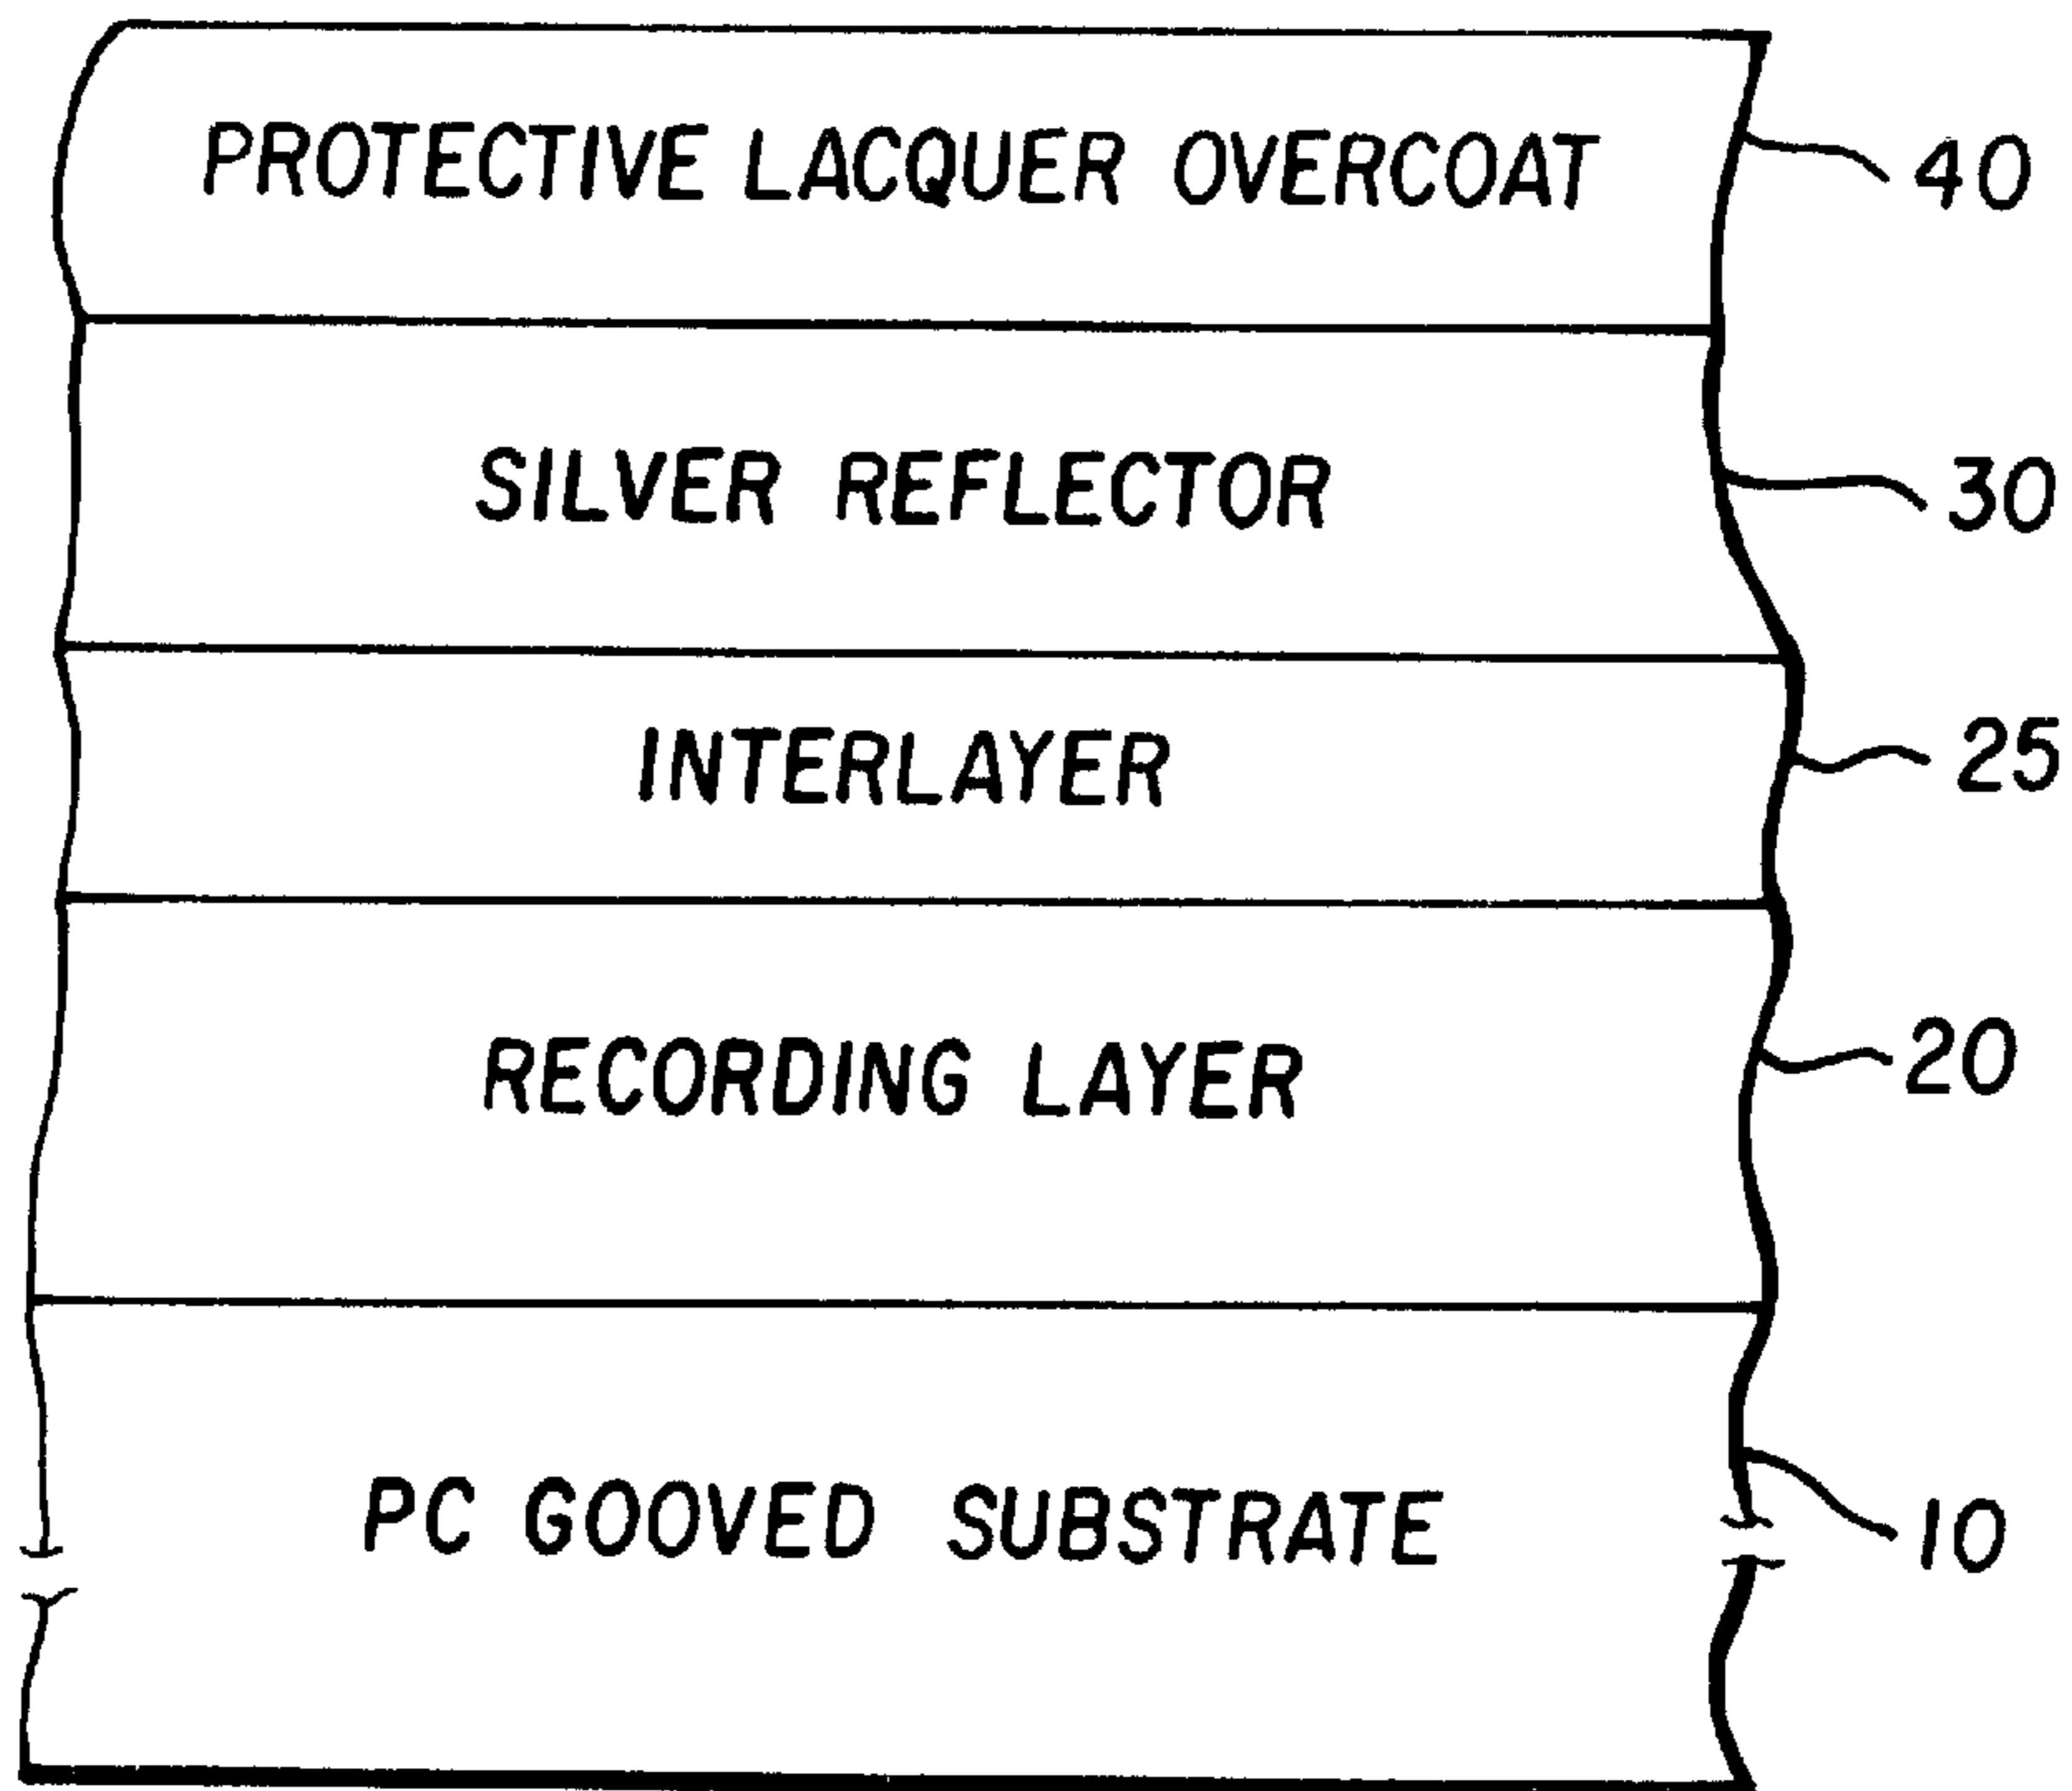 PROTECTIVE LACQUER OVERCOAT 40
SILVER REFLECTOR 30
INTERLAYER 25
RECORDING LAYER 20
PC GOOVED SUBSTRATE 10